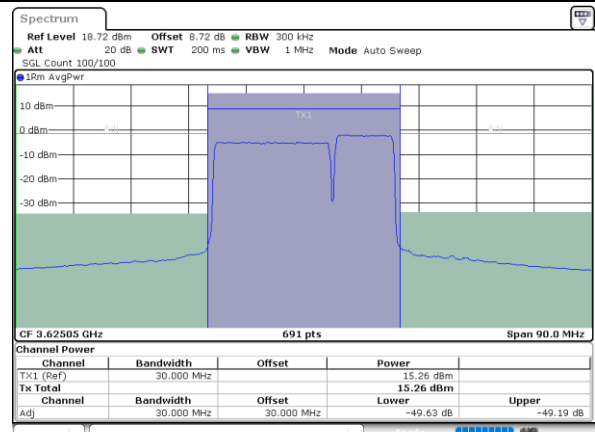 Spectrum
Ref Level 18.72 dBm Offset 8.72 dB RBW 300 kHz
Att 20 dB SWT 200 ms VBW 1 MHz Mode Auto Sweep
SGL Count 100/100
1Rm AvgPwr
10 dBm
TX1
0 dBm
Adj Adj
-10 dBm
-20 dBm
-30 dBm
CF 3.62505 GHz 691 pts Span 90.0 MHz
Channel Power
Channel Bandwidth Offset Power
TX1 (Ref) 30.000 MHz 15.26 dBm
Tx Total 15.26 dBm
Channel Bandwidth Offset Lower Upper
Adj 30.000 MHz 30.000 MHz -49.63 dB -49.19 dB